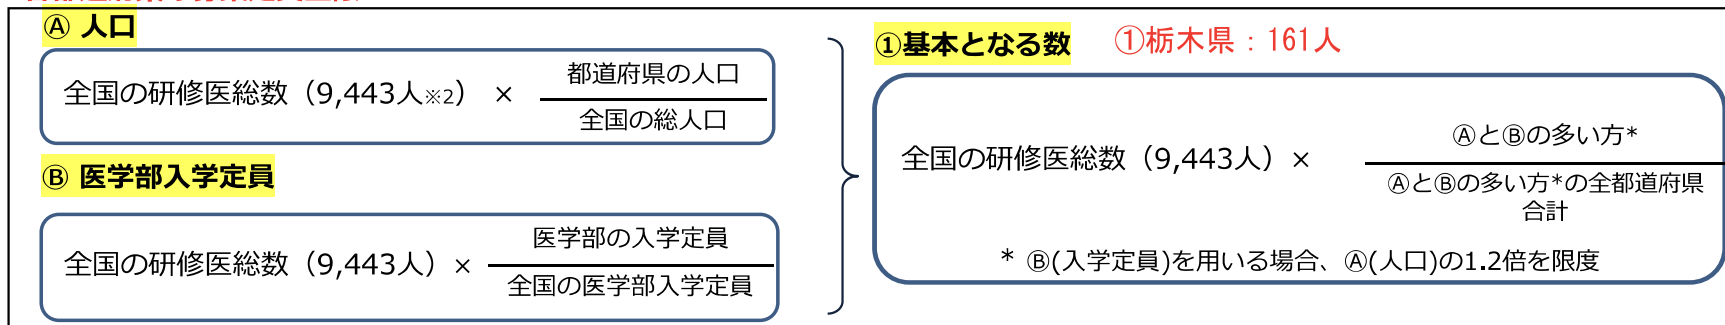 Ⓐ 人口
全国の研修医総数（9,443人※2） ×
都道府県の人口
全国の総人口
Ⓑ 医学部入学定員
全国の研修医総数（9,443人）×
医学部の入学定員
全国の医学部入学定員
①基本となる数
①栃木県：161人
全国の研修医総数（9,443人）×
ⒶとⒷの多い方*
ⒶとⒷの多い方*の全都道府県
合計
* Ⓑ(入学定員)を用いる場合、Ⓐ(人口)の1.2倍を限度